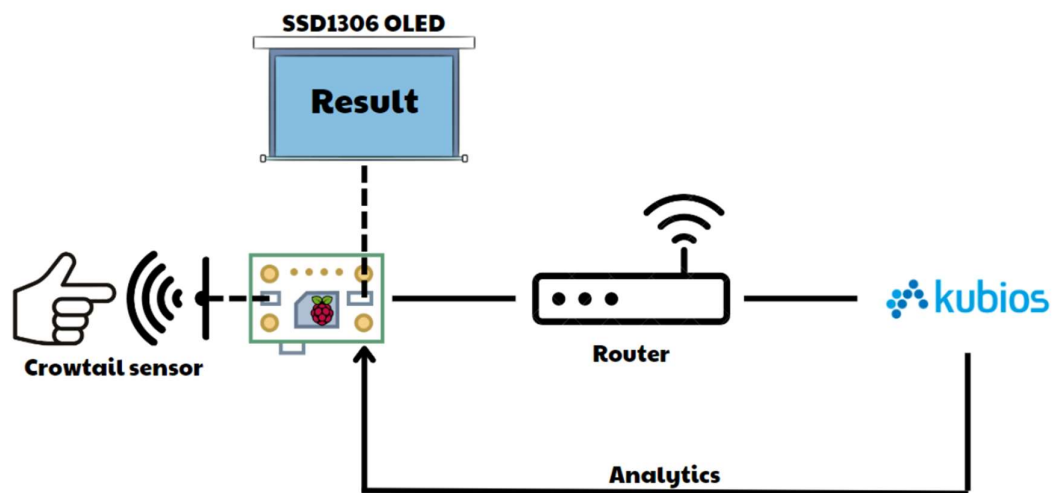 SSD1306 OLED
Result
Crowtail sensor
Router
kubios
Analytics